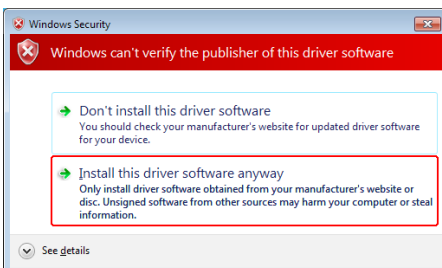 Windows Security
Windows can't verify the publisher of this driver software
Don't install this driver software
You should check your manufacturer's website for updated driver software
for your device.
Install this driver software anyway
Only install driver software obtained from your manufacturer's website or
disc. Unsigned software from other sources may harm your computer or steal
information.
See details